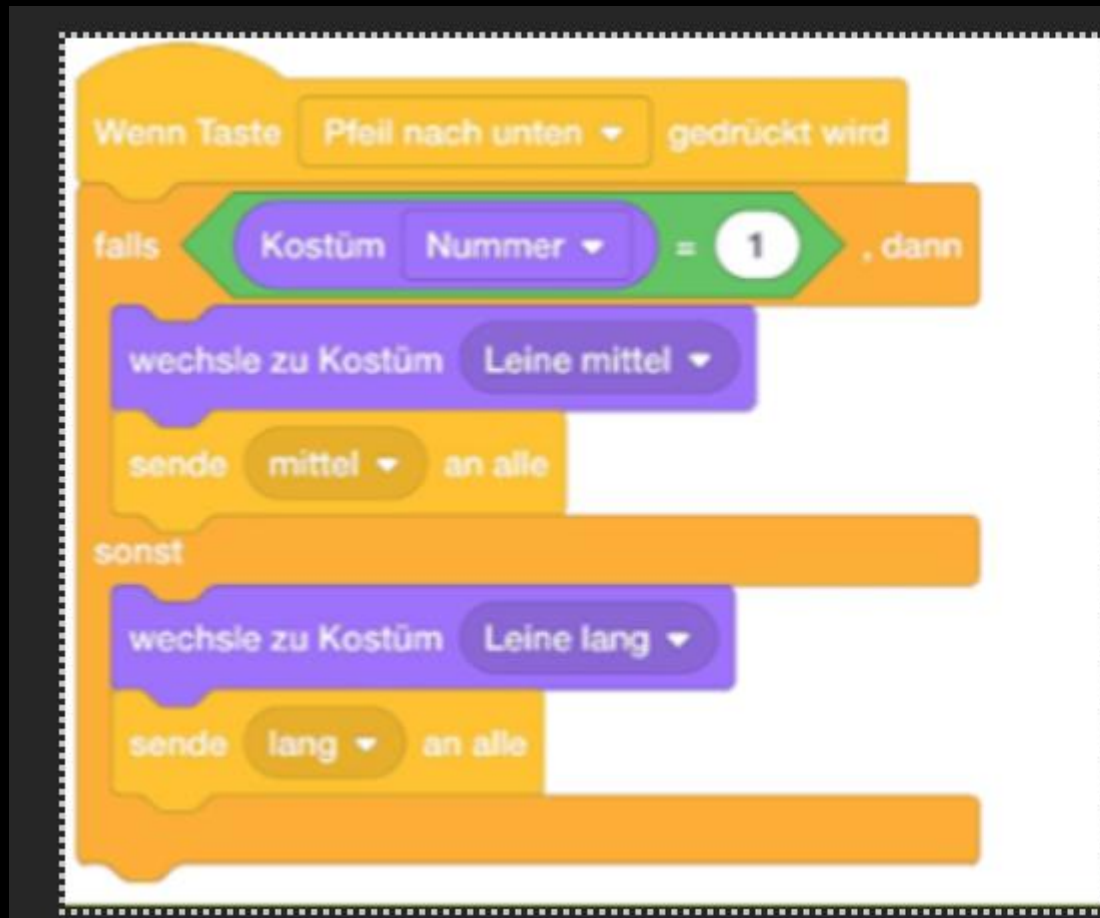 Wenn Taste Pfeil nach unten gedrückt wird
falls Kostüm Nummer = 1 , dann
wechsle zu Kostüm Leine mittel
sende mittel an alle
sonst
wechsle zu Kostüm Leine lang
sende lang an alle